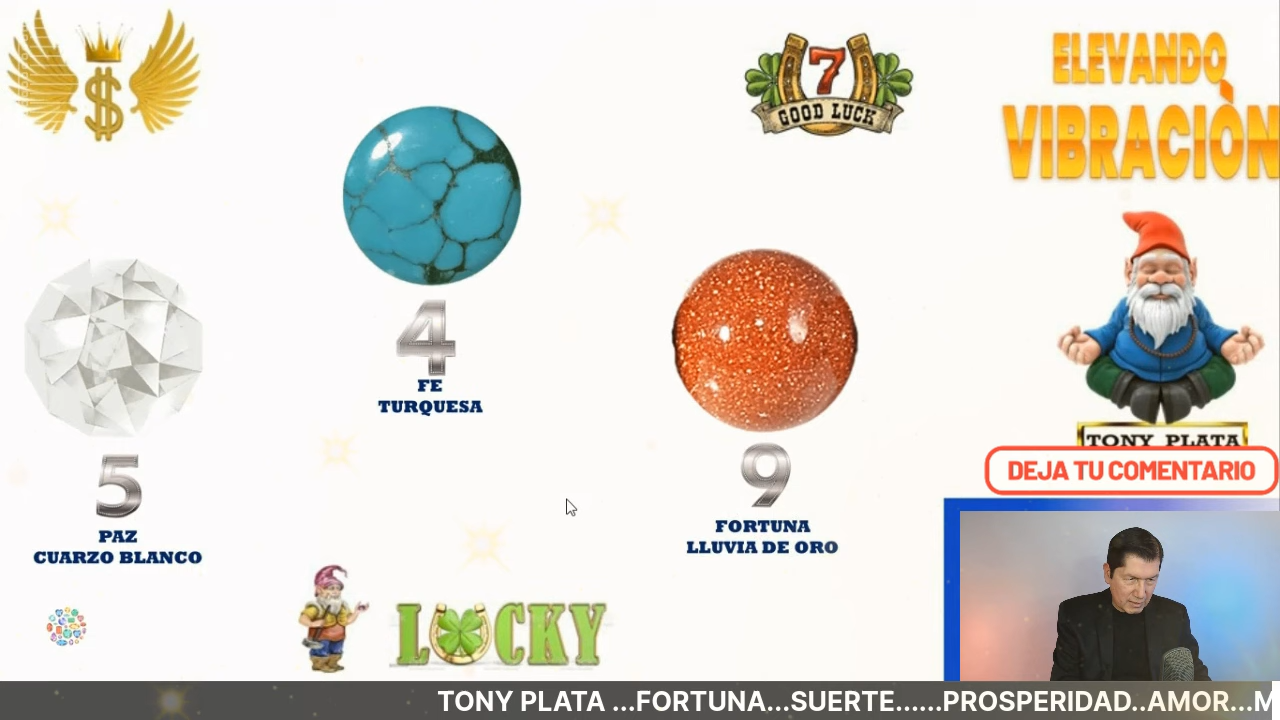 $
7
GOOD LUCK
ELEVANDO
VIBRACIÒN
4
FE
TURQUESA
5
PAZ
CUARZO BLANCO
9
FORTUNA
LLUVIA DE ORO
TONY PLATA
DEJA TU COMENTARIO
LUCKY
TONY PLATA ...FORTUNA...SUERTE......PROSPERIDAD..AMOR...M